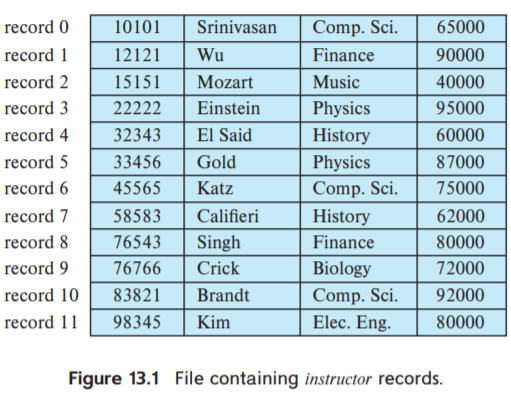 record 0 10101 Srinivasan Comp. Sci. 65000
record 1 12121 Wu Finance 90000
record 2 15151 Mozart Music 40000
record 3 22222 Einstein Physics 95000
record 4 32343 El Said History 60000
record 5 33456 Gold Physics 87000
record 6 45565 Katz Comp. Sci. 75000
record 7 58583 Califieri History 62000
record 8 76543 Singh Finance 80000
record 9 76766 Crick Biology 72000
record 10 83821 Brandt Comp. Sci. 92000
record 11 98345 Kim Elec. Eng. 80000
Figure 13.1 File containing instructor records.